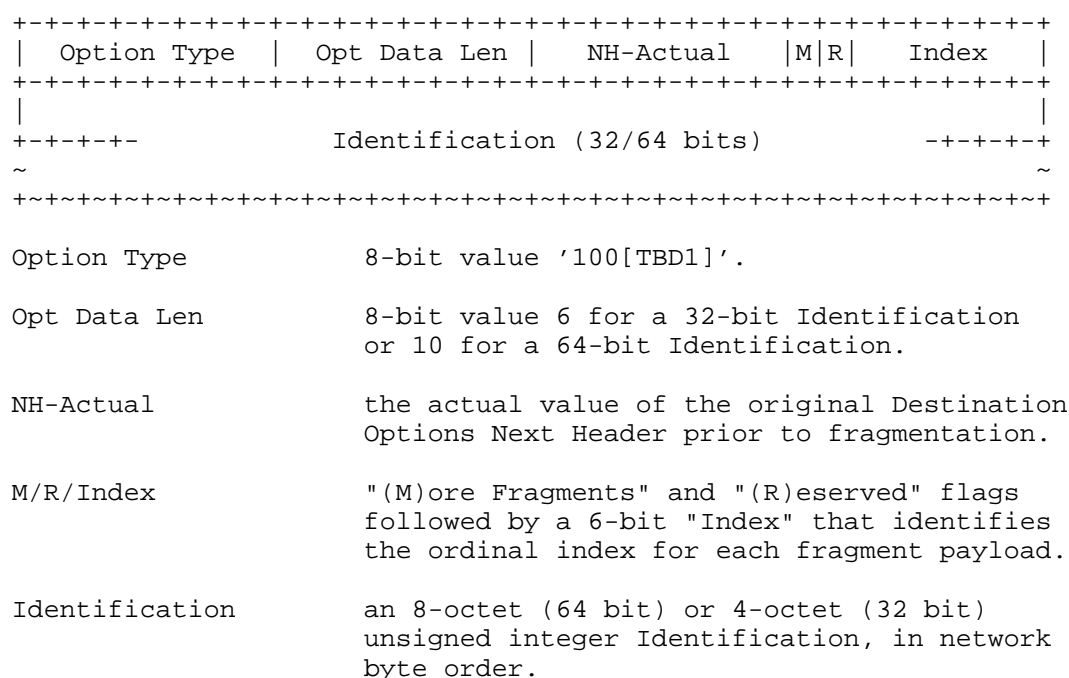 +-+-+-+-+-+-+-+-+-+-+-+-+-+-+-+-+-+-+-+-+-+-+-+-+-+-+-+-+-+-+-+-+
|  Option Type  |  Opt Data Len |   NH-Actual   |M|R|   Index   |
+-+-+-+-+-+-+-+-+-+-+-+-+-+-+-+-+-+-+-+-+-+-+-+-+-+-+-+-+-+-+-+-+
|                                                               |
+-+-+-+-            Identification (32/64 bits)          -+-+-+-+
~                                                               ~
+~+~+~+~+~+~+~+~+~+~+~+~+~+~+~+~+~+~+~+~+~+~+~+~+~+~+~+~+~+~+~+~+
Option Type           8-bit value '100[TBD1]'.
Opt Data Len          8-bit value 6 for a 32-bit Identification
                      or 10 for a 64-bit Identification.
NH-Actual             the actual value of the original Destination
                      Options Next Header prior to fragmentation.
M/R/Index             "(M)ore Fragments" and "(R)eserved" flags
                      followed by a 6-bit "Index" that identifies
                      the ordinal index for each fragment payload.
Identification        an 8-octet (64 bit) or 4-octet (32 bit)
                      unsigned integer Identification, in network
                      byte order.